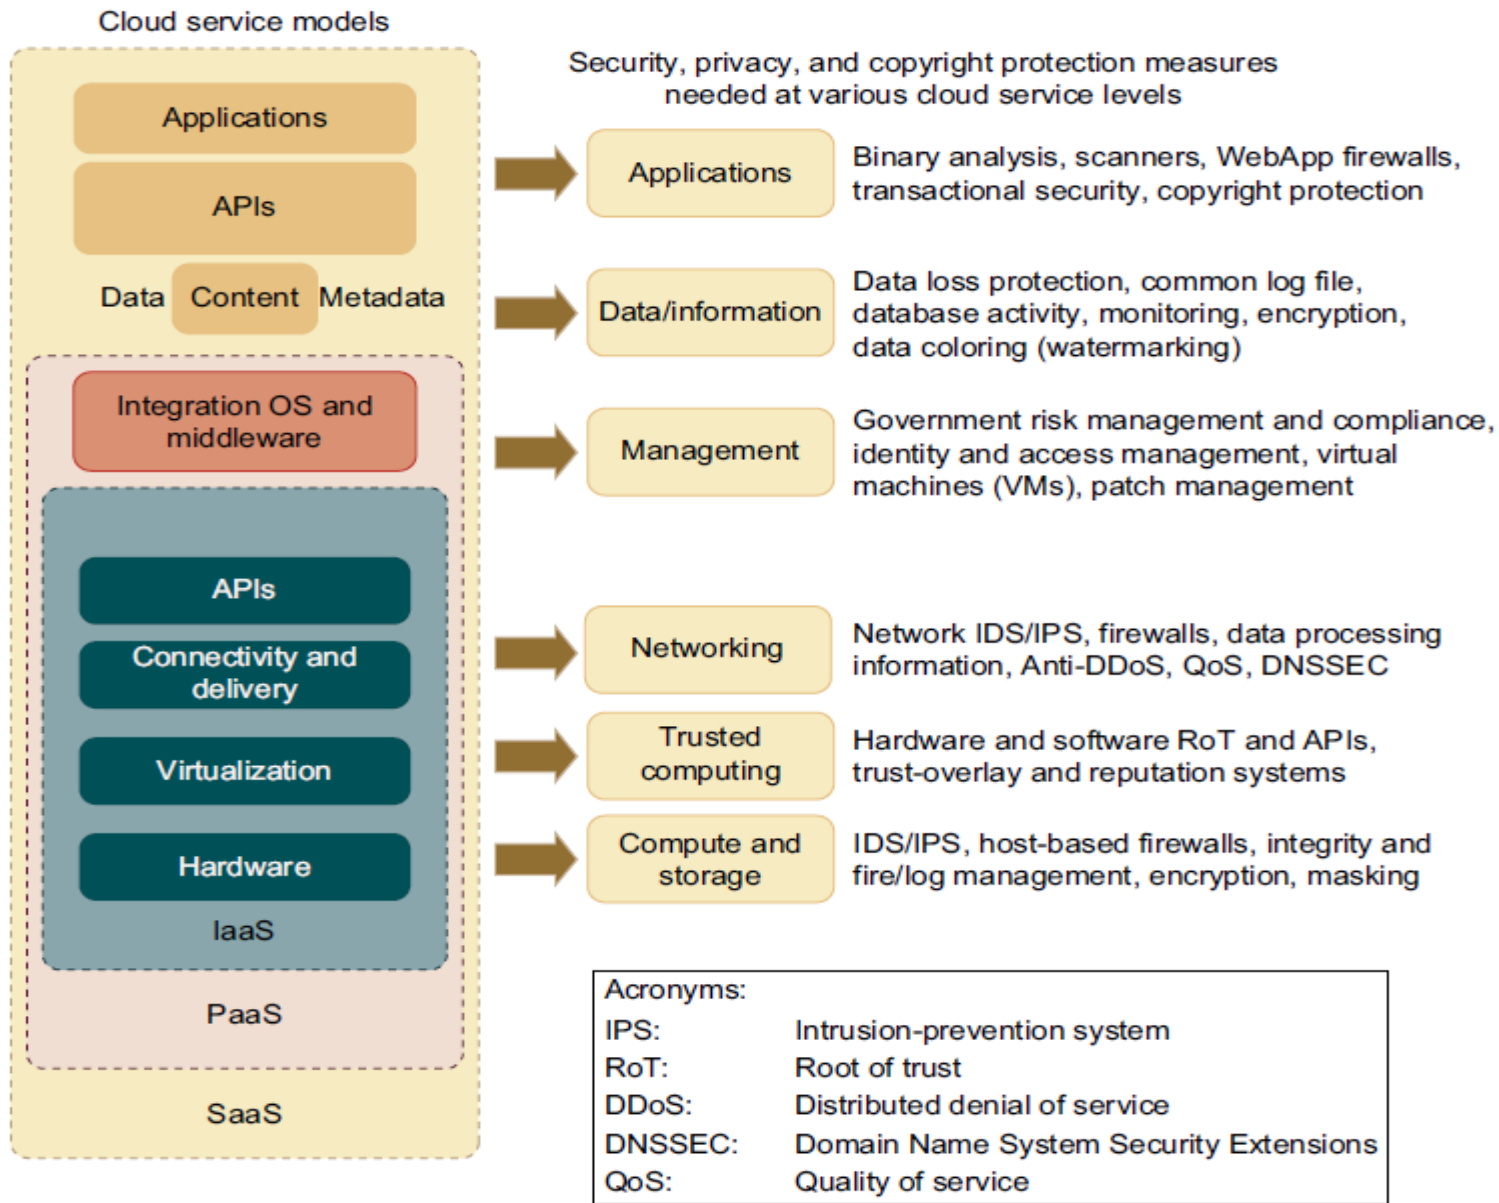 Cloud service models
Applications
APIs
Data Content Metadata
Integration OS and
middleware
APIs
Connectivity and
delivery
Virtualization
Hardware
IaaS
PaaS
SaaS
Security, privacy, and copyright protection measures
needed at various cloud service levels
Applications
Binary analysis, scanners, WebApp firewalls,
transactional security, copyright protection
Data/information
Data loss protection, common log file,
database activity, monitoring, encryption,
data coloring (watermarking)
Management
Government risk management and compliance,
identity and access management, virtual
machines (VMs), patch management
Networking
Network IDS/IPS, firewalls, data processing
information, Anti-DDoS, QoS, DNSSEC
Trusted
computing
Hardware and software RoT and APIs,
trust-overlay and reputation systems
Compute and
storage
IDS/IPS, host-based firewalls, integrity and
fire/log management, encryption, masking
Acronyms:
IPS: Intrusion-prevention system
RoT: Root of trust
DDoS: Distributed denial of service
DNSSEC: Domain Name System Security Extensions
QoS: Quality of service